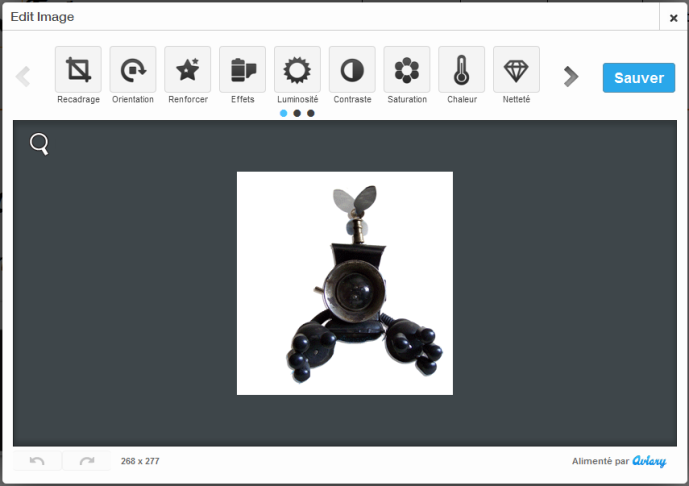 Edit Image
Recadrage
Orientation
Renforcer
Effets
Luminosité
Contraste
Saturation
Chaleur
Netteté
Sauver
268 x 277
Alimenté par Aviary